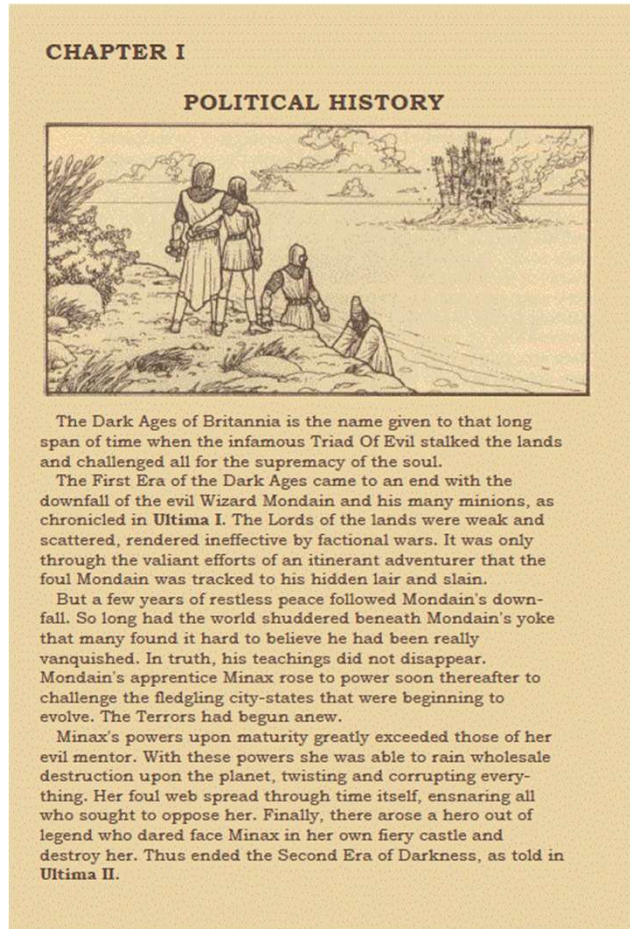 CHAPTER I
POLITICAL HISTORY
The Dark Ages of Britannia is the name given to that long
span of time when the infamous Triad Of Evil stalked the lands
and challenged all for the supremacy of the soul.
The First Era of the Dark Ages came to an end with the
downfall of the evil Wizard Mondain and his many minions, as
chronicled in Ultima I. The Lords of the lands were weak and
scattered, rendered ineffective by factional wars. It was only
through the valiant efforts of an itinerant adventurer that the
foul Mondain was tracked to his hidden lair and slain.
But a few years of restless peace followed Mondain's down-
fall. So long had the world shuddered beneath Mondain's yoke
that many found it hard to believe he had been really
vanquished. In truth, his teachings did not disappear.
Mondain's apprentice Minax rose to power soon thereafter to
challenge the fledgling city-states that were beginning to
evolve. The Terrors had begun anew.
Minax's powers upon maturity greatly exceeded those of her
evil mentor. With these powers she was able to rain wholesale
destruction upon the planet, twisting and corrupting every-
thing. Her foul web spread through time itself, ensnaring all
who sought to oppose her. Finally, there arose a hero out of
legend who dared face Minax in her own fiery castle and
destroy her. Thus ended the Second Era of Darkness, as told in
Ultima II.